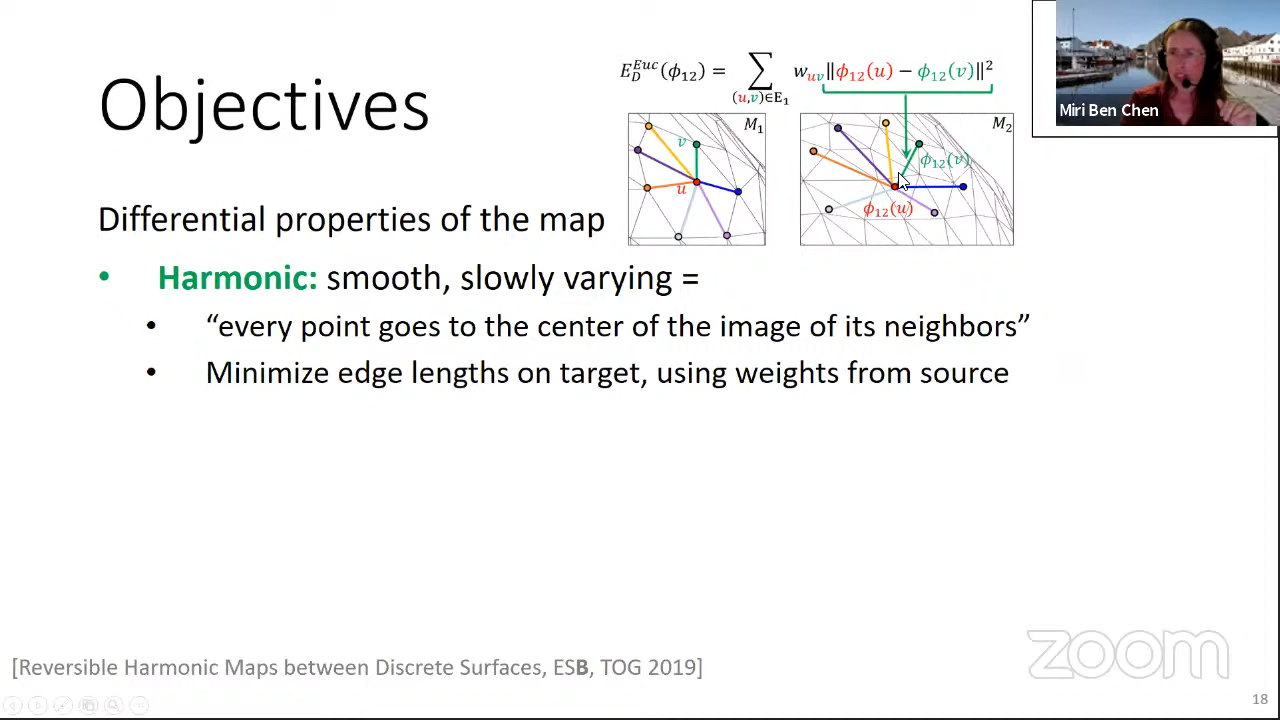 Objectives
E_D^{Euc}(ϕ₁₂) = ∑_{(u,v)∈E₁} w_{uv}‖ϕ₁₂(u) − ϕ₁₂(v)‖²
Miri Ben Chen
M₁
v
u
M₂
ϕ₁₂(v)
ϕ₁₂(u)
Differential properties of the map
• Harmonic: smooth, slowly varying =
• “every point goes to the center of the image of its neighbors”
• Minimize edge lengths on target, using weights from source
zoom
[Reversible Harmonic Maps between Discrete Surfaces, ESB, TOG 2019]
18